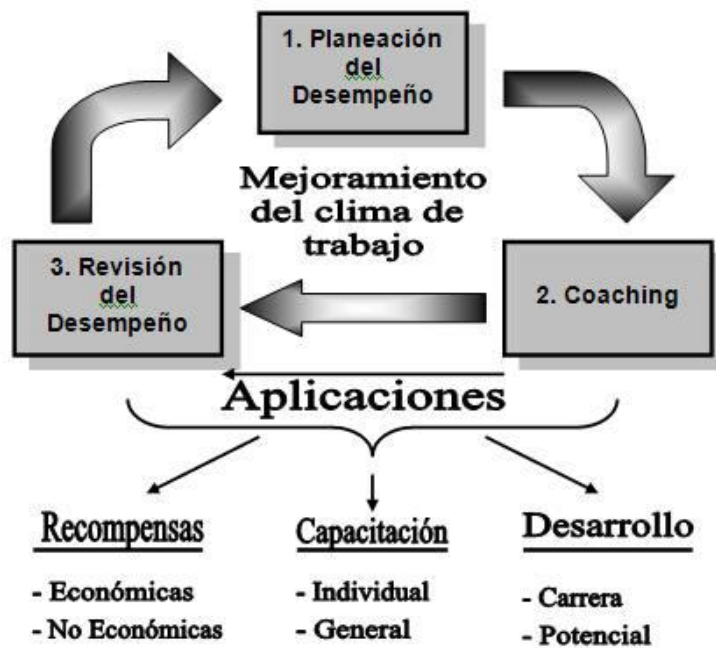 1. Planeación
del
Desempeño
Mejoramiento
del clima de
trabajo
3. Revisión
del
Desempeño
2. Coaching
Aplicaciones
Recompensas
- Económicas
- No Económicas
Capacitación
- Individual
- General
Desarrollo
- Carrera
- Potencial